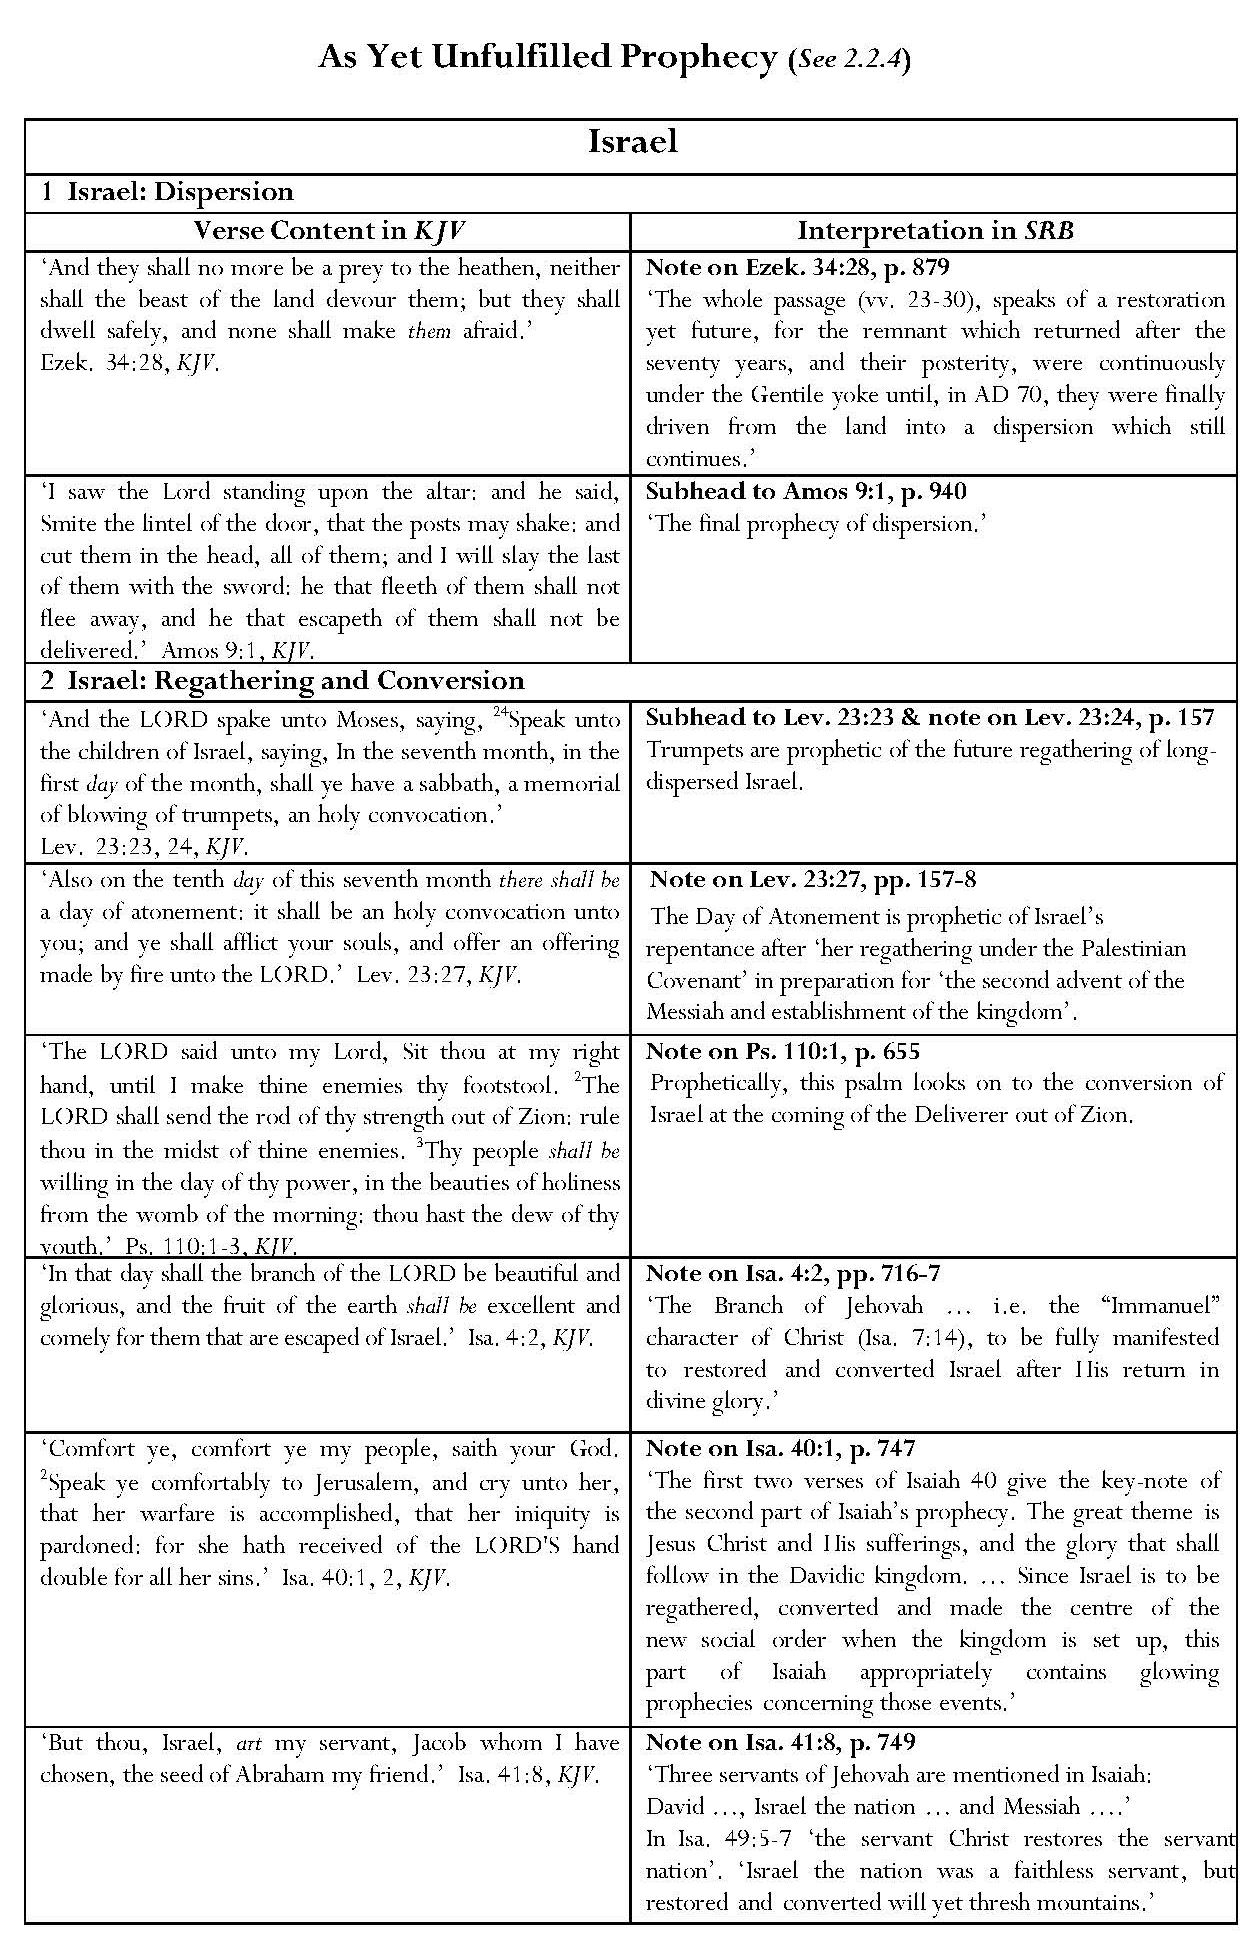 As Yet Unfulfilled Prophecy (See 2.2.4)
Israel
1 Israel: Dispersion
Verse Content in KJV
Interpretation in SRB
‘And they shall no more be a prey to the heathen, neither
shall the beast of the land devour them; but they shall
dwell safely, and none shall make them afraid.’
Ezek. 34:28, KJV.
Note on Ezek. 34:28, p. 879
‘The whole passage (vv. 23-30), speaks of a restoration
yet future, for the remnant which returned after the
seventy years, and their posterity, were continuously
under the Gentile yoke until, in AD 70, they were finally
driven from the land into a dispersion which still
continues.’
‘I saw the Lord standing upon the altar: and he said,
Smite the lintel of the door, that the posts may shake: and
cut them in the head, all of them; and I will slay the last
of them with the sword: he that fleeth of them shall not
flee away, and he that escapeth of them shall not be
delivered.’ Amos 9:1, KJV.
Subhead to Amos 9:1, p. 940
‘The final prophecy of dispersion.’
2 Israel: Regathering and Conversion
‘And the LORD spake unto Moses, saying, 24Speak unto
the children of Israel, saying, In the seventh month, in the
first day of the month, shall ye have a sabbath, a memorial
of blowing of trumpets, an holy convocation.’
Lev. 23:23, 24, KJV.
Subhead to Lev. 23:23 & note on Lev. 23:24, p. 157
Trumpets are prophetic of the future regathering of long-
dispersed Israel.
‘Also on the tenth day of this seventh month there shall be
a day of atonement: it shall be an holy convocation unto
you; and ye shall afflict your souls, and offer an offering
made by fire unto the LORD.’ Lev. 23:27, KJV.
Note on Lev. 23:27, pp. 157-8
The Day of Atonement is prophetic of Israel’s
repentance after ‘her regathering under the Palestinian
Covenant’ in preparation for ‘the second advent of the
Messiah and establishment of the kingdom’.
‘The LORD said unto my Lord, Sit thou at my right
hand, until I make thine enemies thy footstool. 2The
LORD shall send the rod of thy strength out of Zion: rule
thou in the midst of thine enemies. 3Thy people shall be
willing in the day of thy power, in the beauties of holiness
from the womb of the morning: thou hast the dew of thy
youth.’ Ps. 110:1-3, KJV.
Note on Ps. 110:1, p. 655
Prophetically, this psalm looks on to the conversion of
Israel at the coming of the Deliverer out of Zion.
‘In that day shall the branch of the LORD be beautiful and
glorious, and the fruit of the earth shall be excellent and
comely for them that are escaped of Israel.’ Isa. 4:2, KJV.
Note on Isa. 4:2, pp. 716-7
‘The Branch of Jehovah … i.e. the “Immanuel”
character of Christ (Isa. 7:14), to be fully manifested
to restored and converted Israel after His return in
divine glory.’
‘Comfort ye, comfort ye my people, saith your God.
2Speak ye comfortably to Jerusalem, and cry unto her,
that her warfare is accomplished, that her iniquity is
pardoned: for she hath received of the LORD'S hand
double for all her sins.’ Isa. 40:1, 2, KJV.
Note on Isa. 40:1, p. 747
‘The first two verses of Isaiah 40 give the key-note of
the second part of Isaiah’s prophecy. The great theme is
Jesus Christ and His sufferings, and the glory that shall
follow in the Davidic kingdom. … Since Israel is to be
regathered, converted and made the centre of the
new social order when the kingdom is set up, this
part of Isaiah appropriately contains glowing
prophecies concerning those events.’
‘But thou, Israel, art my servant, Jacob whom I have
chosen, the seed of Abraham my friend.’ Isa. 41:8, KJV.
Note on Isa. 41:8, p. 749
‘Three servants of Jehovah are mentioned in Isaiah:
David …, Israel the nation … and Messiah ….’
In Isa. 49:5-7 ‘the servant Christ restores the servant
nation’. ‘Israel the nation was a faithless servant, but
restored and converted will yet thresh mountains.’